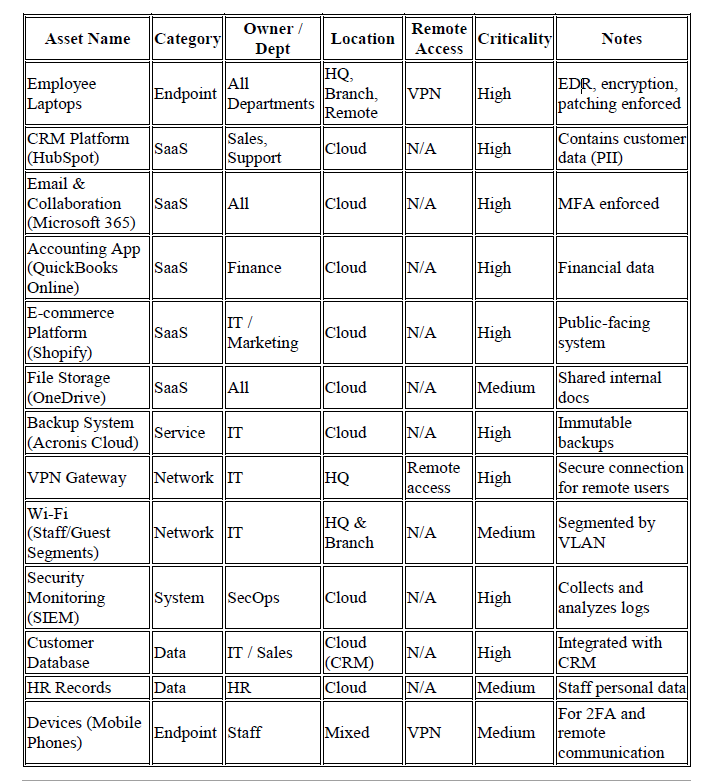 Asset Name Category Owner / Dept Location Remote Access Criticality Notes
Employee Laptops Endpoint All Departments HQ, Branch, Remote VPN High EDR, encryption, patching enforced
CRM Platform (HubSpot) SaaS Sales, Support Cloud N/A High Contains customer data (PII)
Email & Collaboration (Microsoft 365) SaaS All Cloud N/A High MFA enforced
Accounting App (QuickBooks Online) SaaS Finance Cloud N/A High Financial data
E-commerce Platform (Shopify) SaaS IT / Marketing Cloud N/A High Public-facing system
File Storage (OneDrive) SaaS All Cloud N/A Medium Shared internal docs
Backup System (Acronis Cloud) Service IT Cloud N/A High Immutable backups
VPN Gateway Network IT HQ Remote access High Secure connection for remote users
Wi-Fi (Staff/Guest Segments) Network IT HQ & Branch N/A Medium Segmented by VLAN
Security Monitoring (SIEM) System SecOps Cloud N/A High Collects and analyzes logs
Customer Database Data IT / Sales Cloud (CRM) N/A High Integrated with CRM
HR Records Data HR Cloud N/A Medium Staff personal data
Devices (Mobile Phones) Endpoint Staff Mixed VPN Medium For 2FA and remote communication